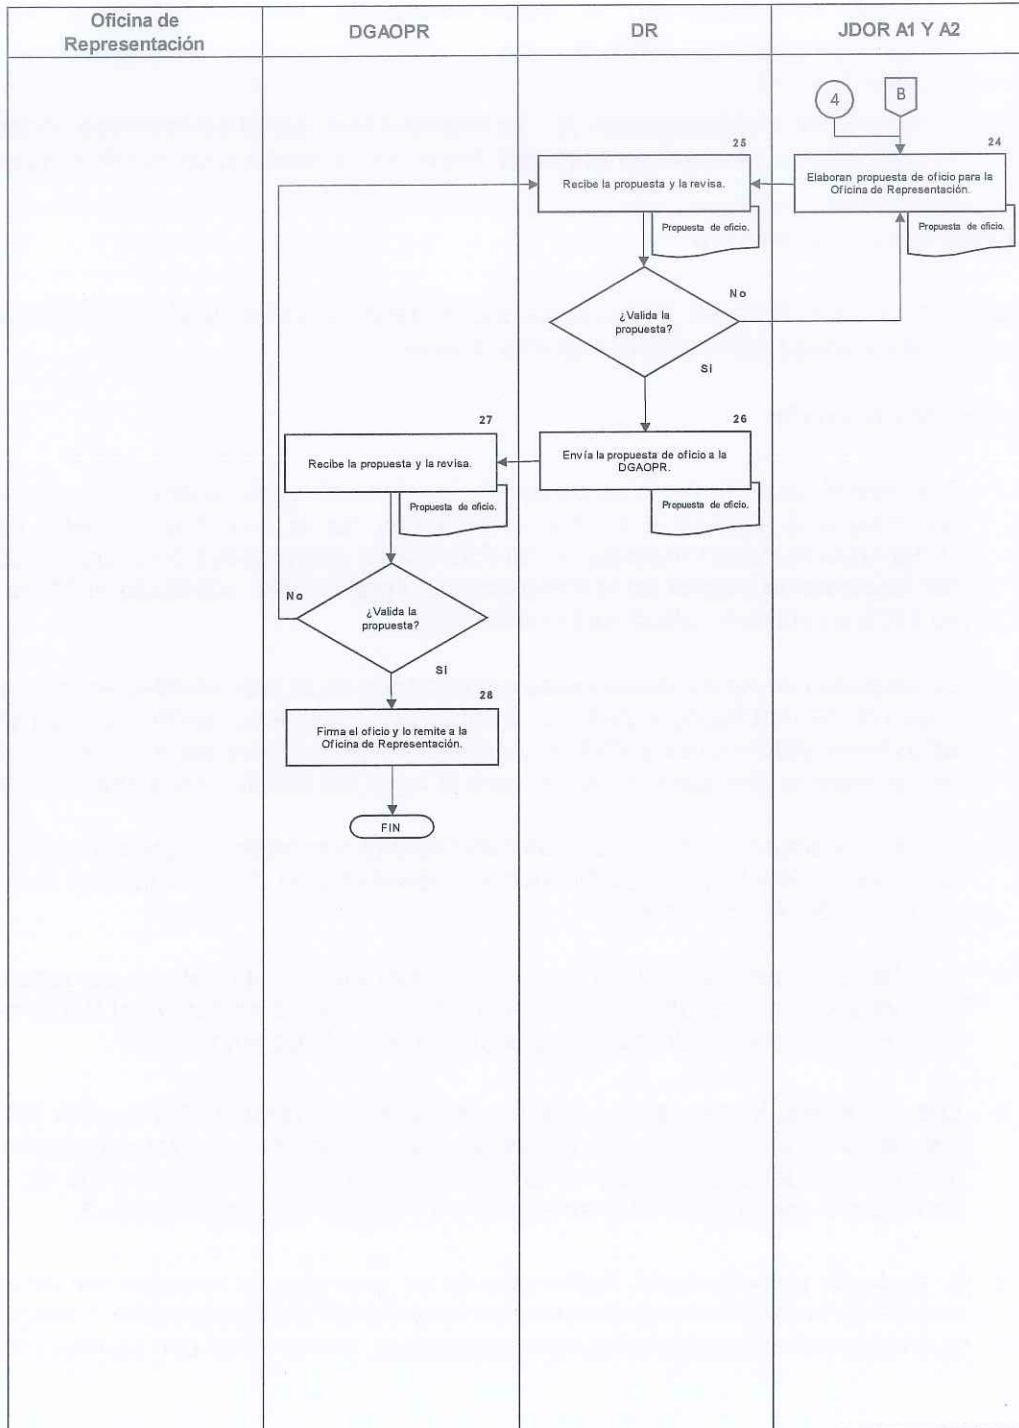 Oficina de
Representación
DGAOPR
DR
JDOR A1 Y A2
4
B
25
24
Recibe la propuesta y la revisa.
Elaboran propuesta de oficio para la
Oficina de Representación.
Propuesta de oficio.
Propuesta de oficio.
No
¿Valida la
propuesta?
Si
27
26
Recibe la propuesta y la revisa.
Envía la propuesta de oficio a la
DGAOPR.
Propuesta de oficio.
Propuesta de oficio.
No
¿Valida la
propuesta?
Si
28
Firma el oficio y lo remite a la
Oficina de Representación.
FIN